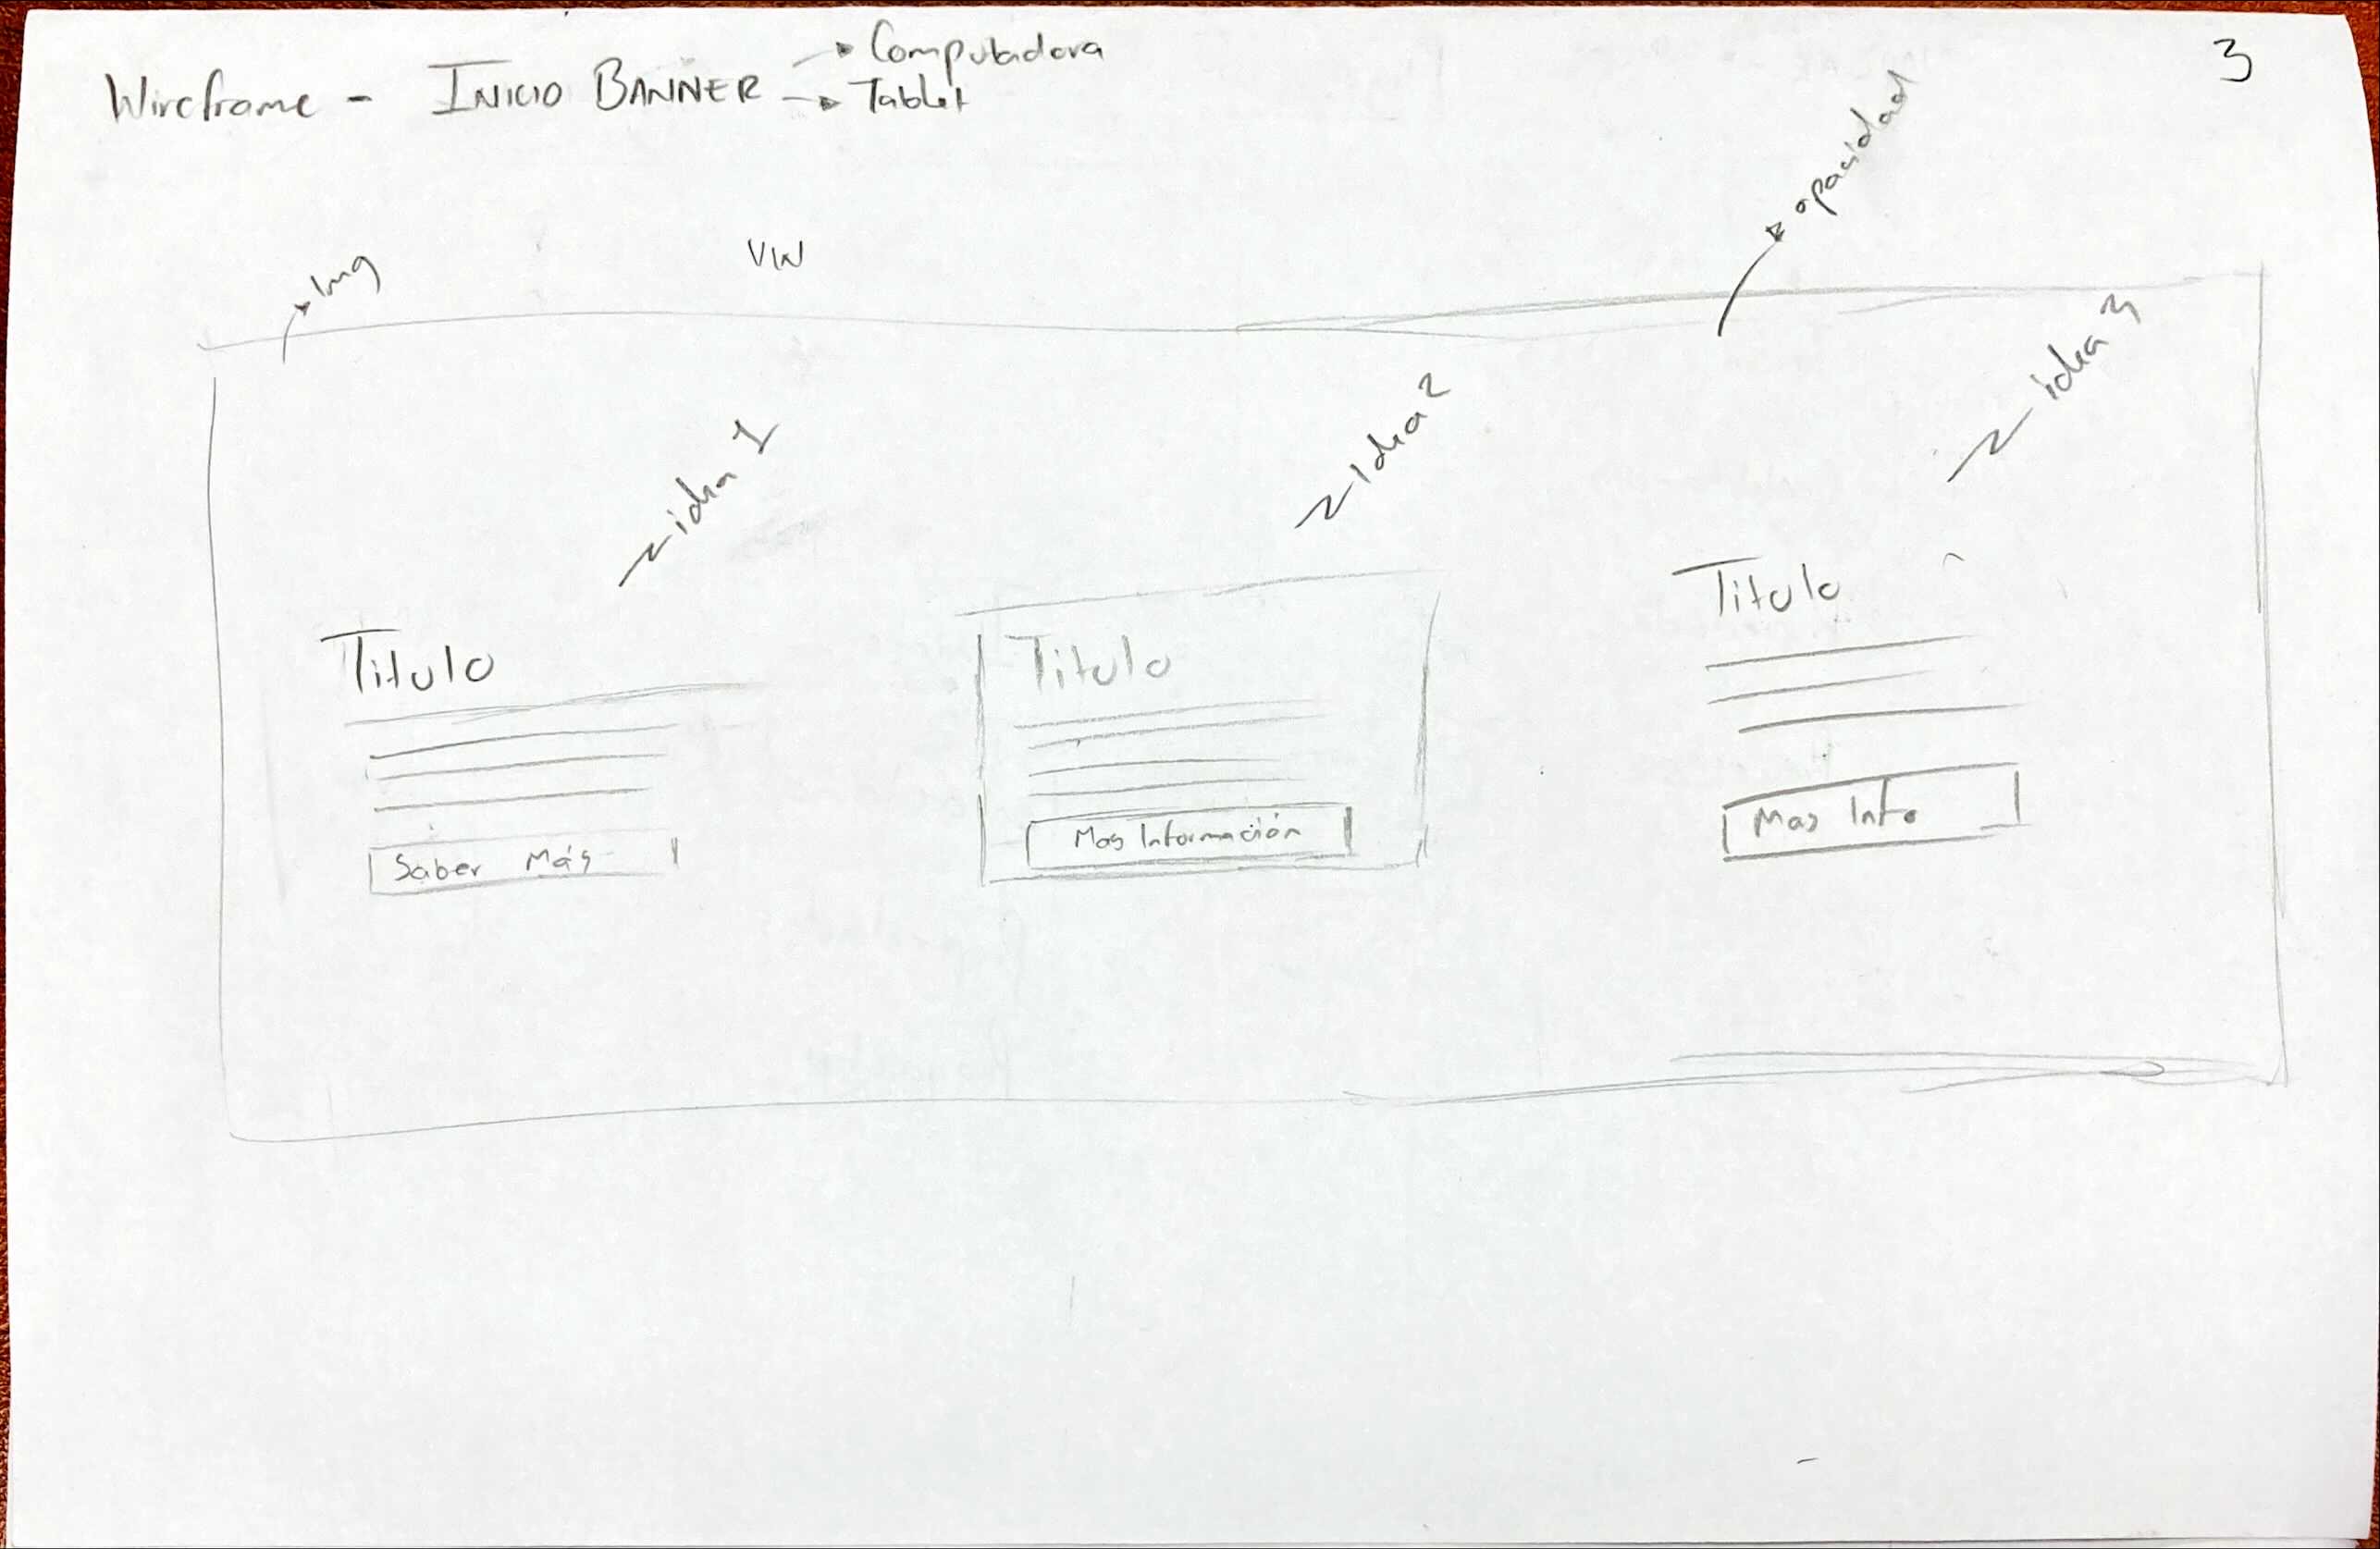 Wireframe - INICIO BANNER
Computadora
Tablet
3
opacidad
Img
VW
idea 1
Idea 2
idea 3
Titulo
Saber Más
Titulo
Mas Información
Titulo
Mas Info